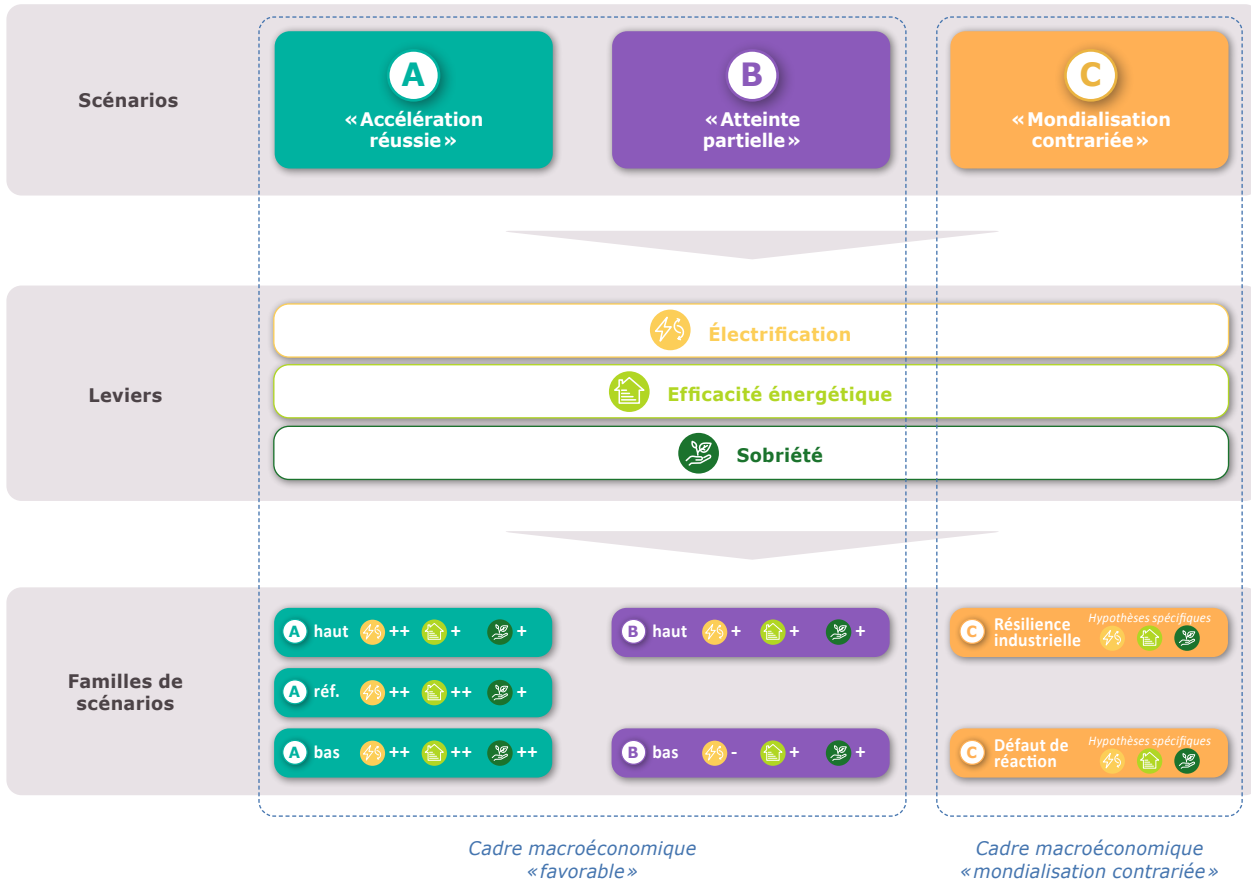 Scénarios
A
«Accélération
réussie»
B
«Atteinte
partielle»
C
«Mondialisation
contrariée»
Leviers
Électrification
Efficacité énergétique
Sobriété
Familles de
scénarios
A haut ++ + +
A réf. ++ ++ +
A bas ++ ++ ++
B haut + + +
B bas - + +
C Résilience
industrielle
Hypothèses spécifiques
C Défaut de
réaction
Hypothèses spécifiques
Cadre macroéconomique
«favorable»
Cadre macroéconomique
«mondialisation contrariée»